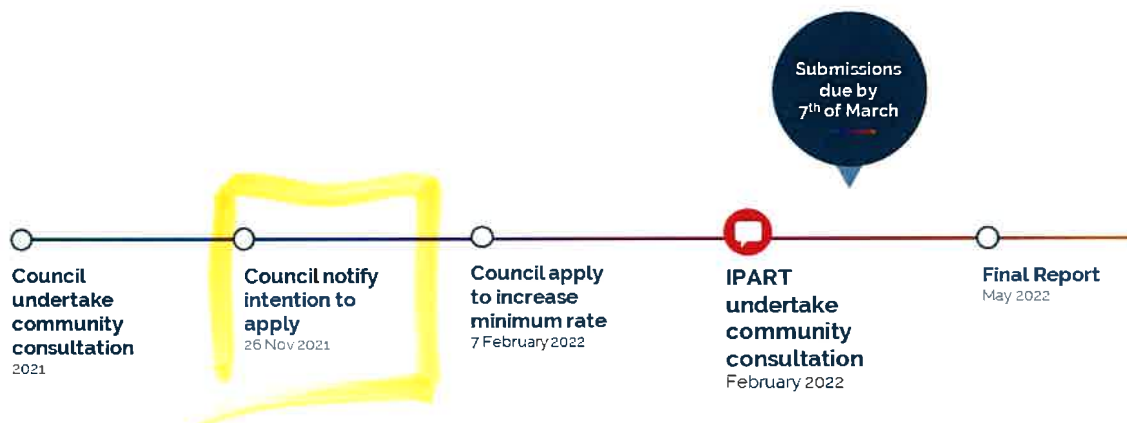 Submissions
due by
7th of March
Council
undertake
community
consultation
2021
Council notify
intention to
apply
26 Nov 2021
Council apply
to increase
minimum rate
7 February 2022
IPART
undertake
community
consultation
February 2022
Final Report
May 2022